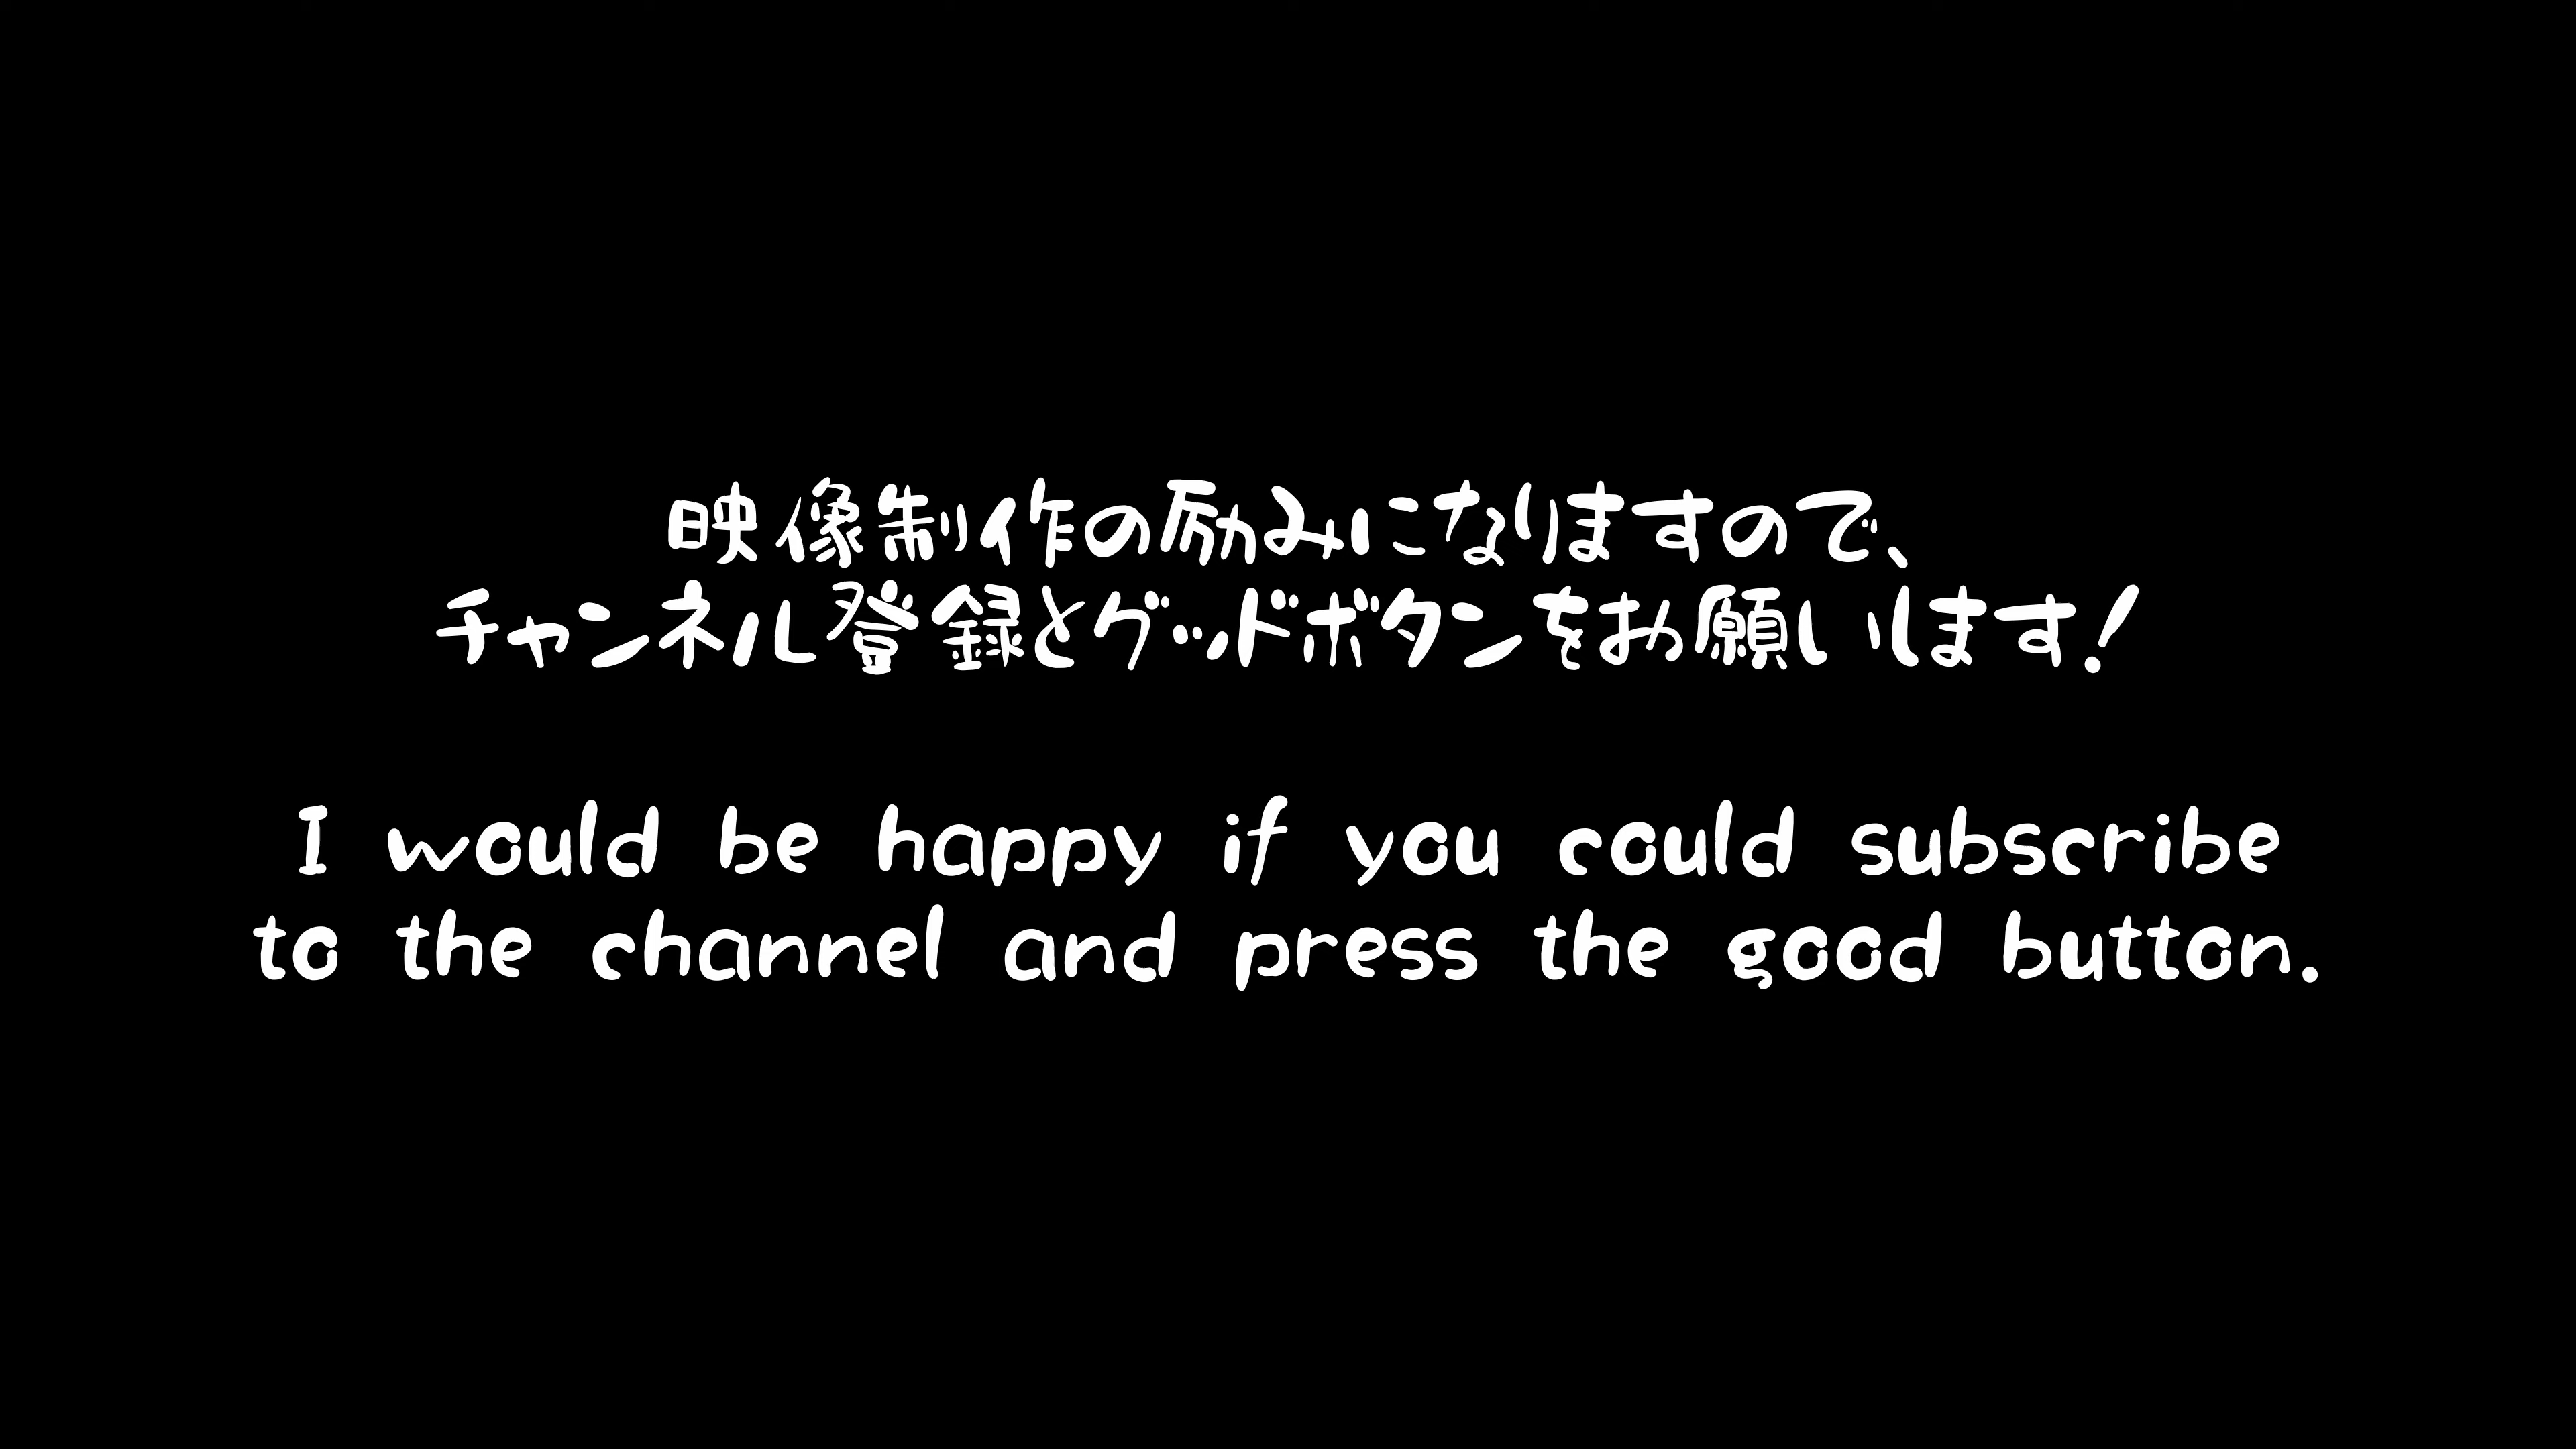 映像制作の励みになりますので、
チャンネル登録とグッドボタンをお願いします!
I would be happy if you could subscribe
to the channel and press the good button.